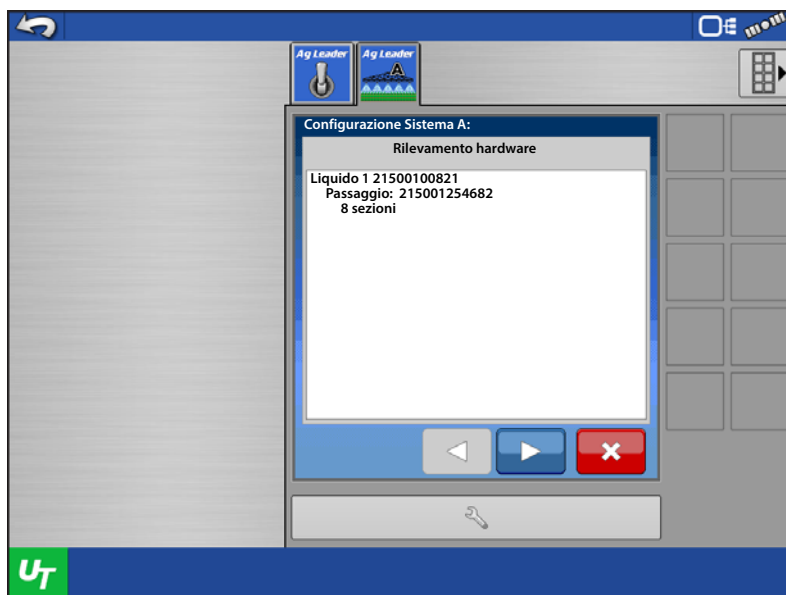 Ag Leader
Ag Leader
A
Configurazione Sistema A:
Rilevamento hardware
Liquido 1 21500100821
Passaggio: 215001254682
8 sezioni
UT